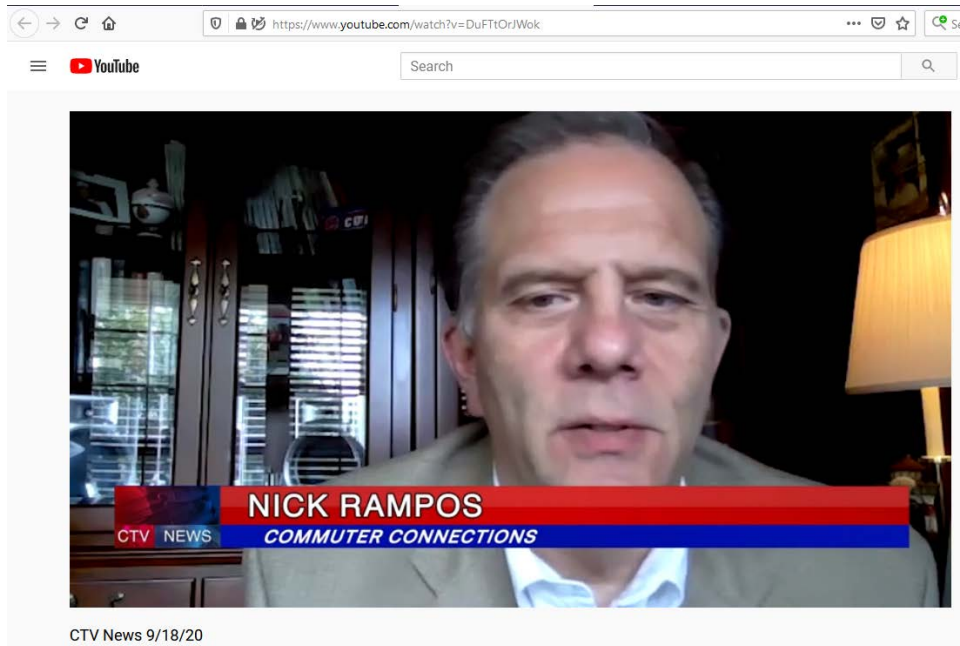 https://www.youtube.com/watch?v=DuFTtOrJWok
YouTube
Search
NICK RAMPOS
CTV NEWS
COMMUTER CONNECTIONS
CTV News 9/18/20